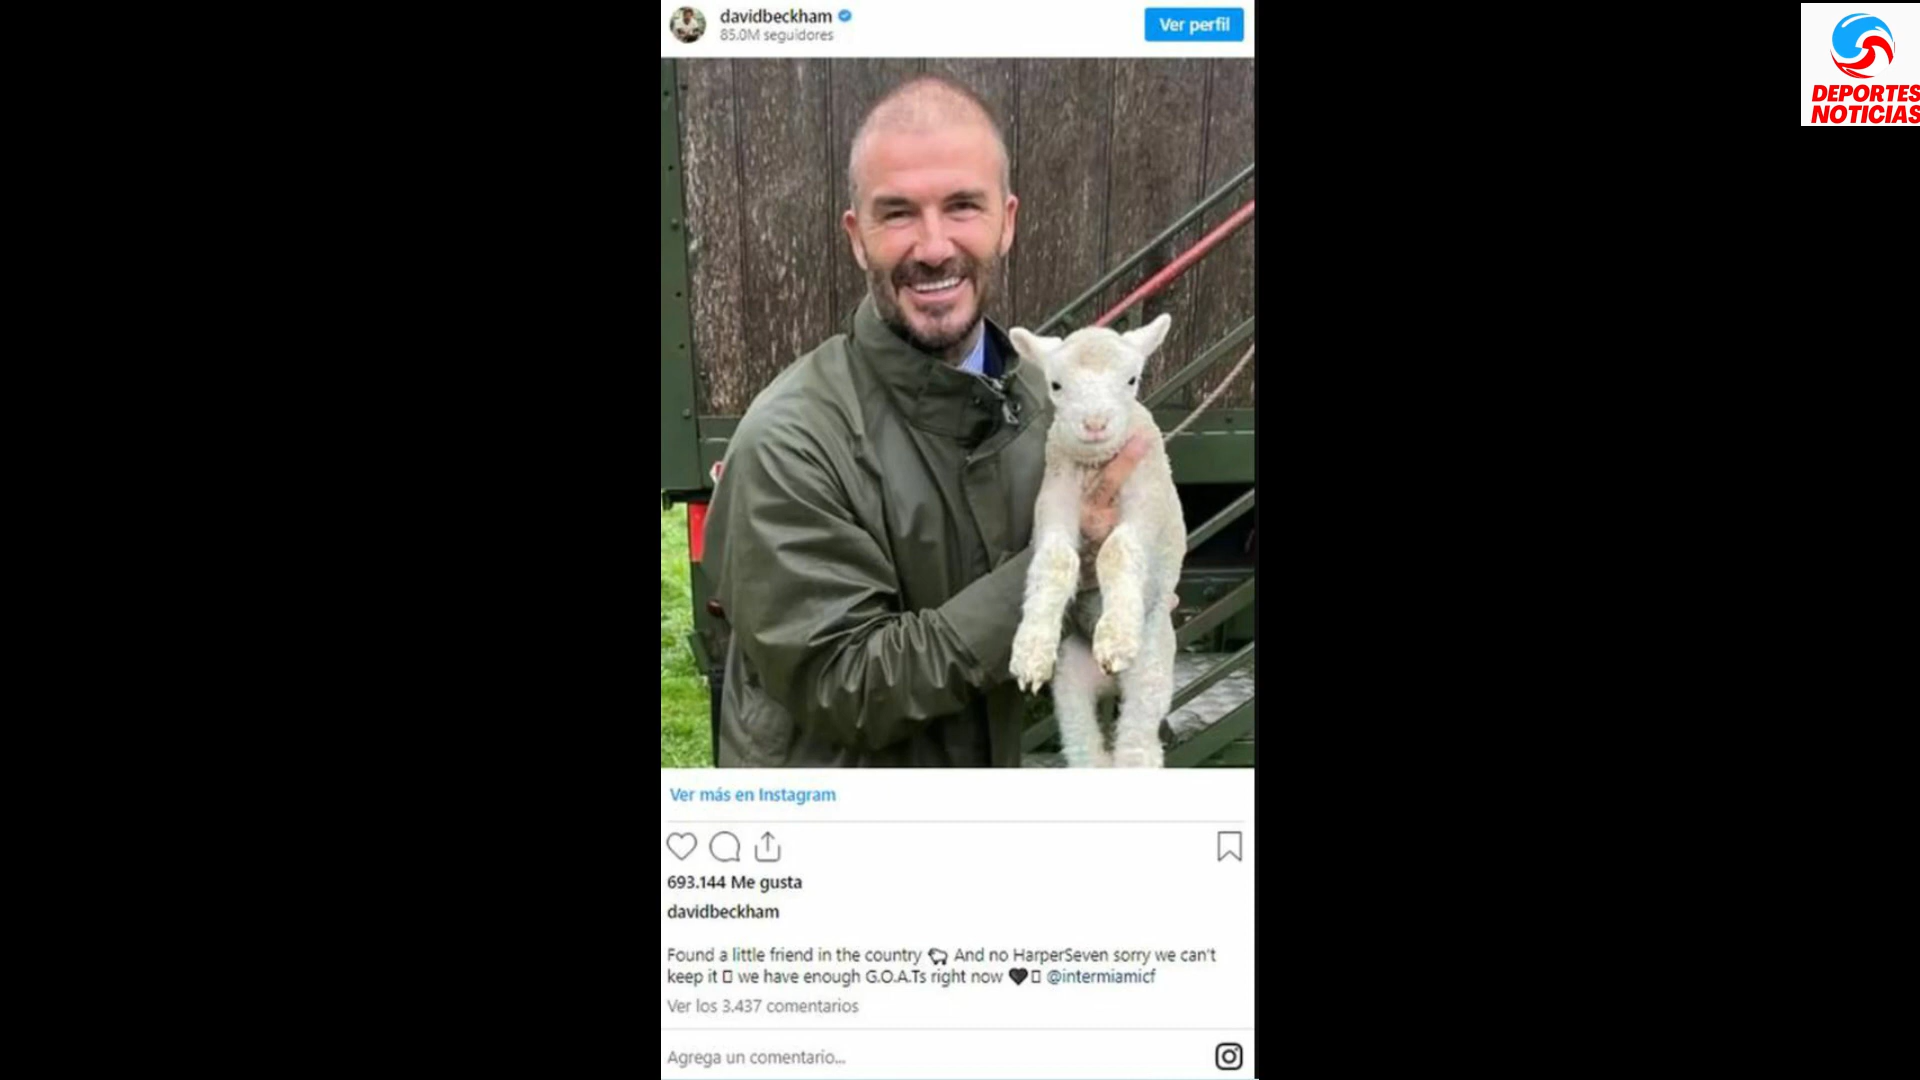 davidbeckham
85.0M seguidores
Ver perfil
DEPORTES
NOTICIAS
Ver más en Instagram
693.144 Me gusta
davidbeckham
Found a little friend in the country 🐑 And no HarperSeven sorry we can't
keep it we have enough G.O.A.Ts right now 🖤 @intermiamicf
Ver los 3.437 comentarios
Agrega un comentario...